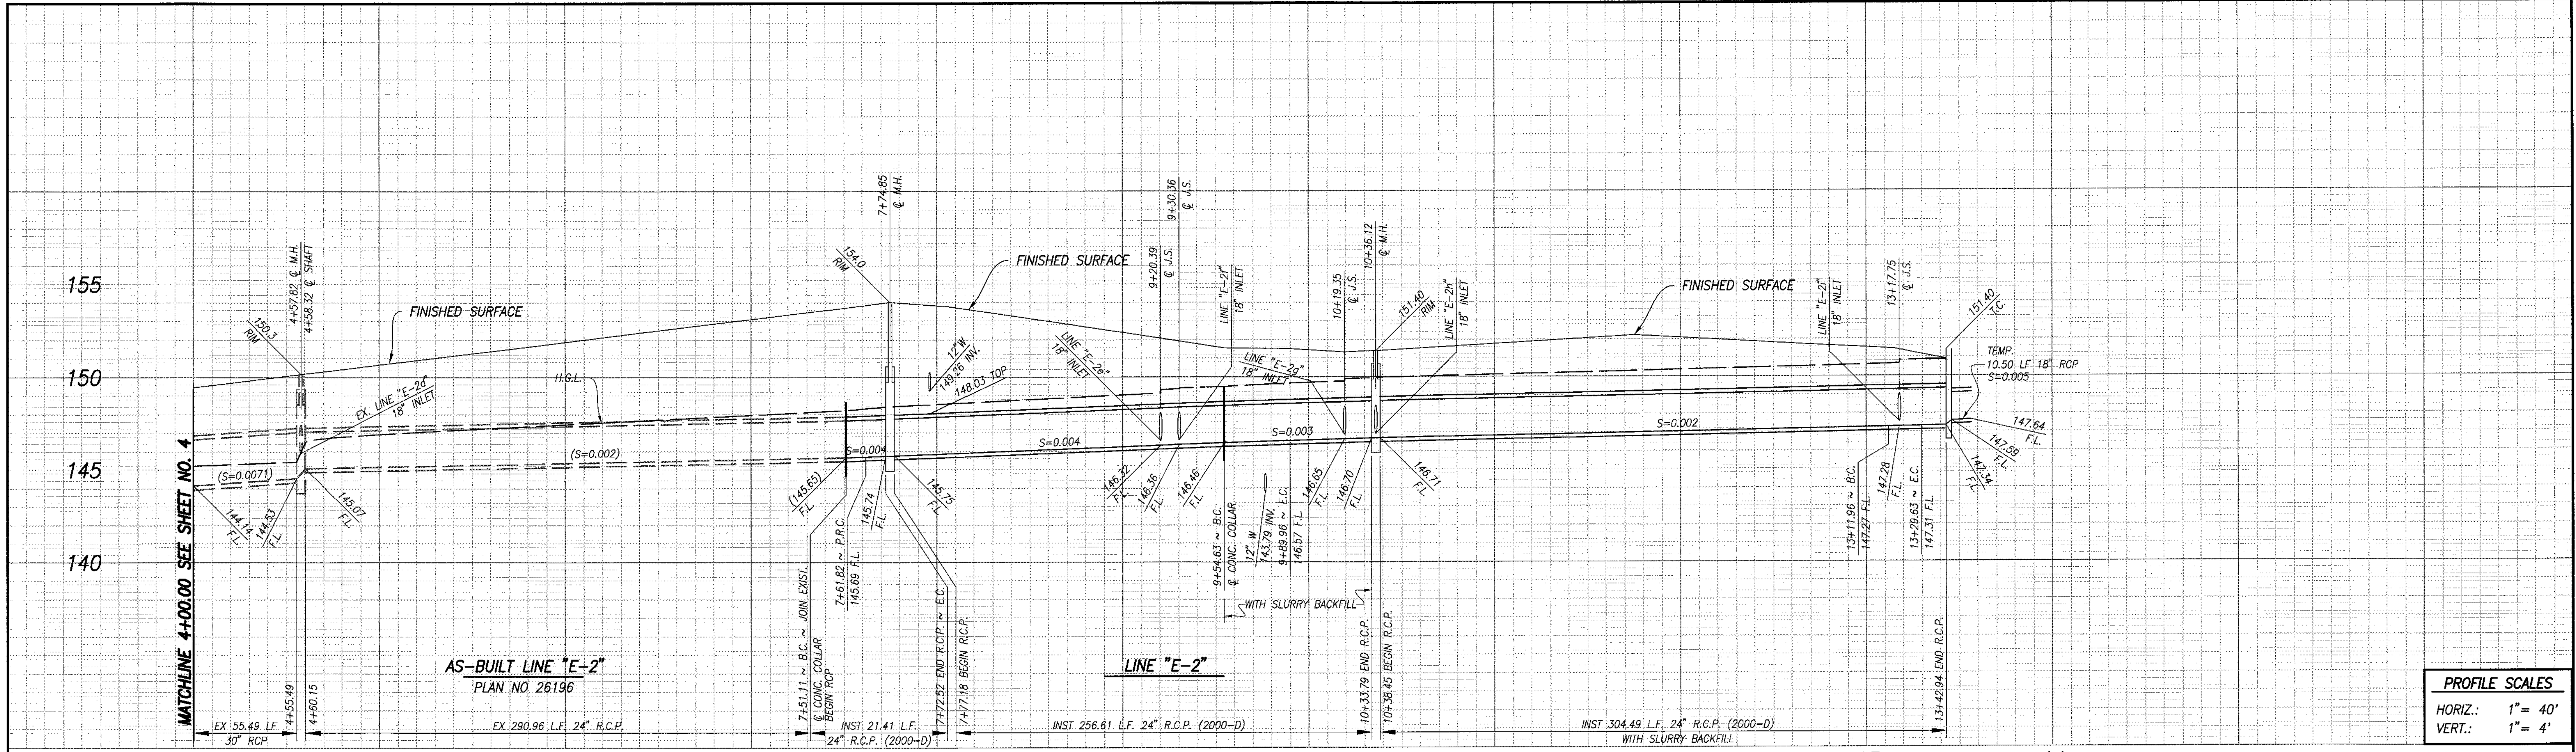 155
150
145
140
MATCHLINE 4+00.00 SEE SHEET NO. 4
150.3
RIM
4+57.82 ℄ M.H.
4+58.32 ℄ SHAFT
FINISHED SURFACE
EX. LINE "E-2d"
18" INLET
H.G.L.
(S=0.0071)
144.14
F.L.
144.53
F.L.
145.07
F.L.
(S=0.002)
AS-BUILT LINE "E-2"
PLAN NO 26196
EX 55.49 LF
30" RCP
4+55.49
4+60.15
EX 290.96 L.F. 24" R.C.P.
154.0
RIM
7+74.85
℄ M.H.
FINISHED SURFACE
12" W
149.26 INV.
148.03 TOP
S=0.004
(145.65)
F.L.
145.74
F.L.
145.75
F.L.
7+51.11 ~ B.C. ~ JOIN EXIST.
℄ CONC. COLLAR
BEGIN RCP
7+61.82 ~ P.R.C.
145.69 F.L.
7+72.52 END R.C.P. ~ E.C.
7+77.18 BEGIN R.C.P.
INST 21.41 L.F.
24" R.C.P. (2000-D)
S=0.004
LINE "E-2e"
18" INLET
9+20.39
℄ J.S.
9+30.36
℄ J.S.
LINE "E-2f"
18" INLET
LINE "E-2g"
18" INLET
10+19.35
℄ J.S.
10+36.12
℄ M.H.
151.40
RIM
LINE "E-2h"
18" INLET
146.32
F.L.
146.36
F.L.
146.46
F.L.
S=0.003
146.65
F.L.
146.70
F.L.
146.71
F.L.
9+54.63 ~ B.C.
℄ CONC. COLLAR
12" W
143.79 INV.
9+89.96 ~ E.C.
146.57 F.L.
WITH SLURRY BACKFILL
LINE "E-2"
INST 256.61 L.F. 24" R.C.P. (2000-D)
10+33.79 END R.C.P.
10+38.45 BEGIN R.C.P.
FINISHED SURFACE
S=0.002
LINE "E-2i"
18" INLET
13+17.75
℄ J.S.
151.40
T.C.
TEMP.
10.50 LF 18" RCP
S=0.005
147.64
F.L.
147.59
F.L.
147.34
F.L.
13+11.96 ~ B.C.
147.27 F.L.
147.28
F.L.
13+29.63 ~ E.C.
147.31 F.L.
13+42.94 END R.C.P.
INST 304.49 L.F. 24" R.C.P. (2000-D)
WITH SLURRY BACKFILL
PROFILE SCALES
HORIZ.: 1"= 40'
VERT.: 1"= 4'